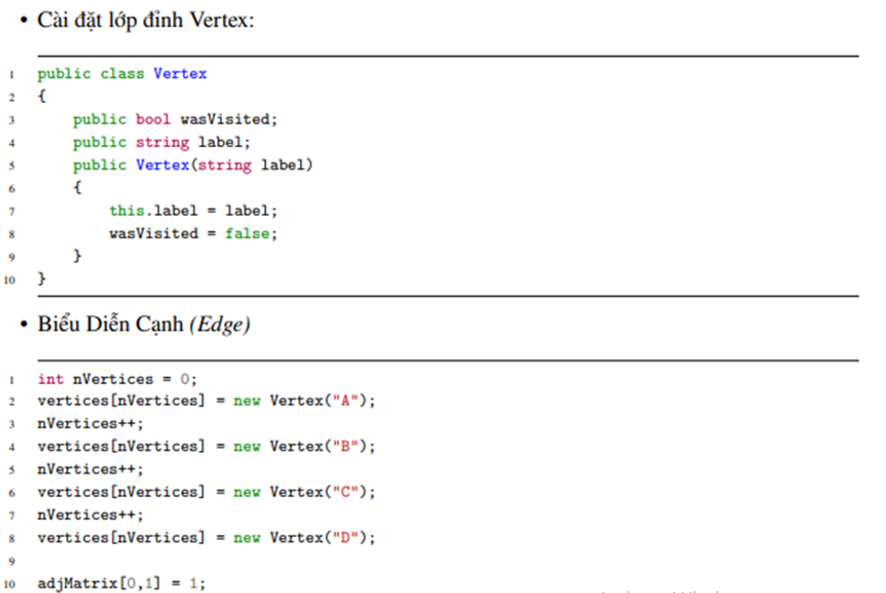 • Cài đặt lớp đỉnh Vertex:
1 public class Vertex
2 {
3 public bool wasVisited;
4 public string label;
5 public Vertex(string label)
6 {
7 this.label = label;
8 wasVisited = false;
9 }
10 }
• Biểu Diễn Cạnh (Edge)
1 int nVertices = 0;
2 vertices[nVertices] = new Vertex("A");
3 nVertices++;
4 vertices[nVertices] = new Vertex("B");
5 nVertices++;
6 vertices[nVertices] = new Vertex("C");
7 nVertices++;
8 vertices[nVertices] = new Vertex("D");
9
10 adjMatrix[0,1] = 1;